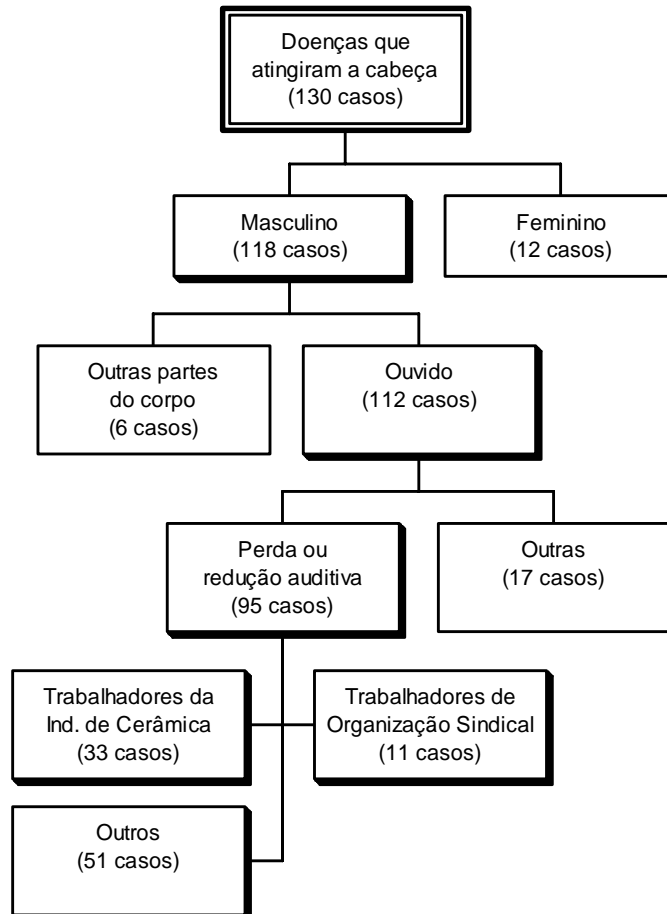 Doenças que
atingiram a cabeça
(130 casos)
Masculino
(118 casos)
Feminino
(12 casos)
Outras partes
do corpo
(6 casos)
Ouvido
(112 casos)
Perda ou
redução auditiva
(95 casos)
Outras
(17 casos)
Trabalhadores da
Ind. de Cerâmica
(33 casos)
Trabalhadores de
Organização Sindical
(11 casos)
Outros
(51 casos)